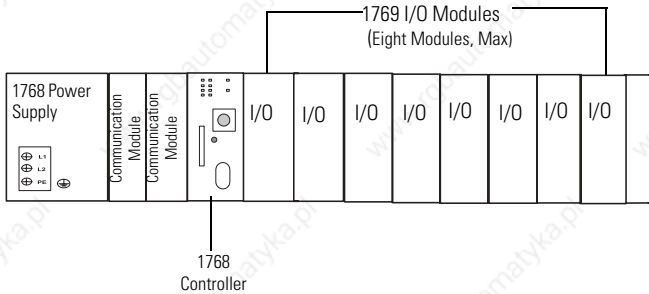 1769 I/O Modules
(Eight Modules, Max)
1768 Power
Supply
L1
L2
PE
Communication
Module
Communication
Module
I/O
I/O
I/O
I/O
I/O
I/O
I/O
I/O
1768
Controller